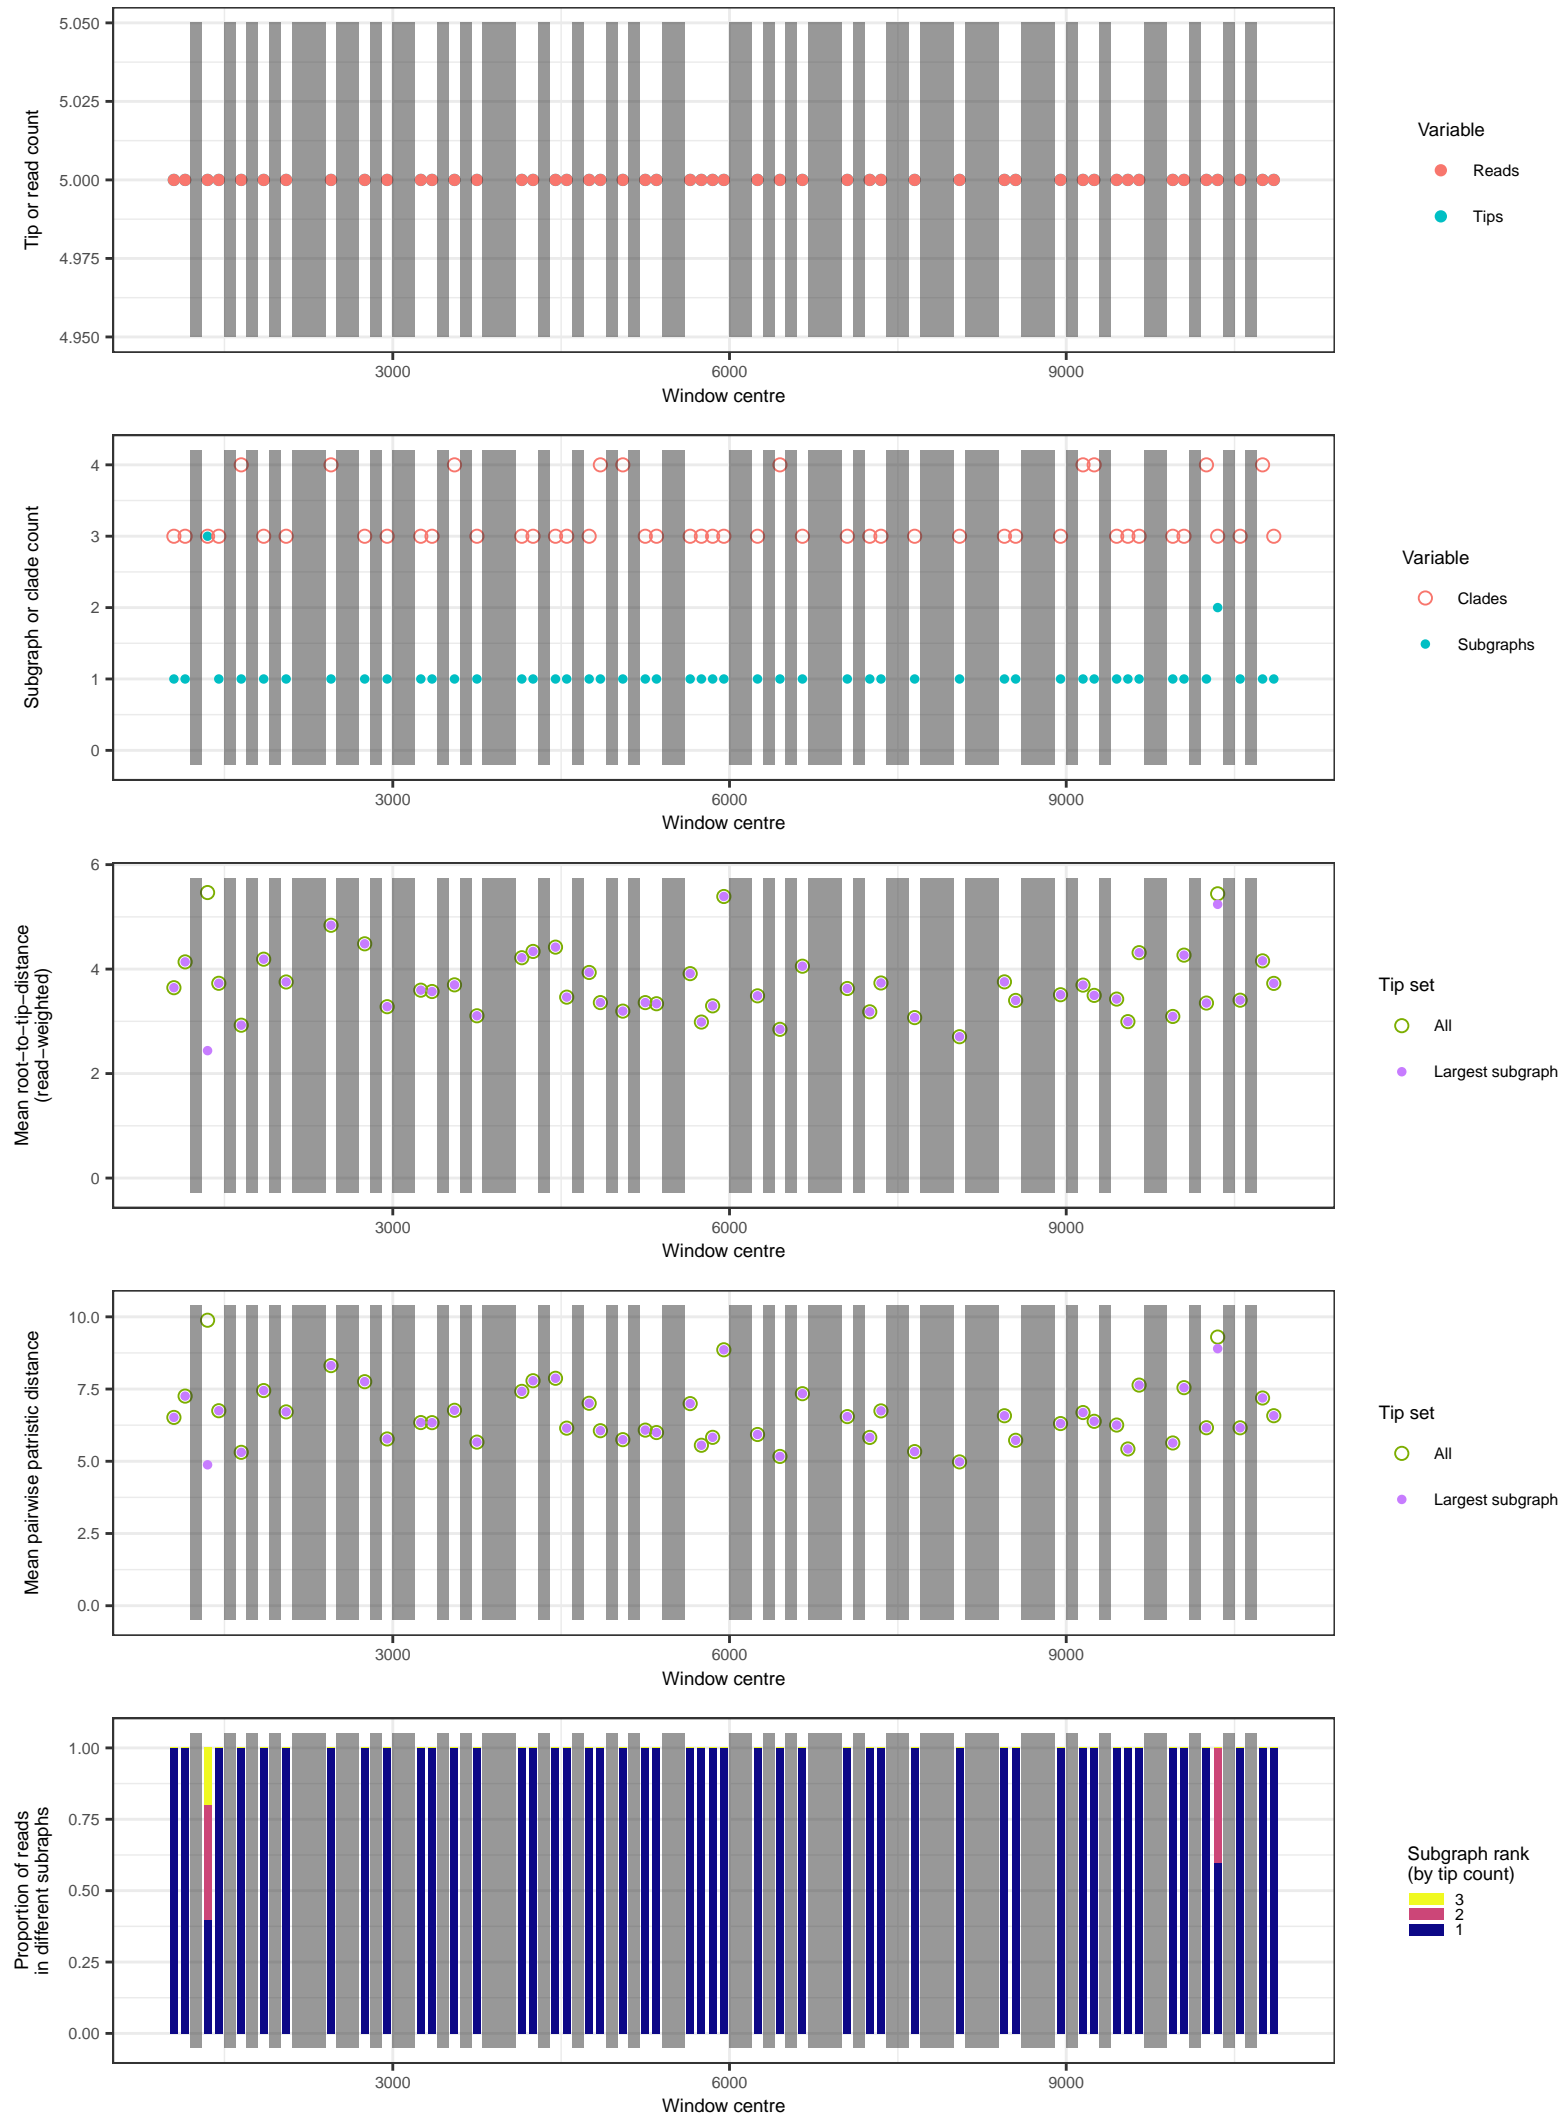 5.050
5.025
5.000
4.975
4.950
Tip or read count
3000
6000
9000
Window centre
Variable
Reads
Tips
4
3
2
1
0
Subgraph or clade count
3000
6000
9000
Window centre
Variable
Clades
Subgraphs
6
4
2
0
Mean root−to−tip−distance
(read−weighted)
3000
6000
9000
Window centre
Tip set
All
Largest subgraph
10.0
7.5
5.0
2.5
0.0
Mean pairwise patristic distance
3000
6000
9000
Window centre
Tip set
All
Largest subgraph
1.00
0.75
0.50
0.25
0.00
Proportion of reads
in different subraphs
3000
6000
9000
Window centre
Subgraph rank
(by tip count)
3
2
1